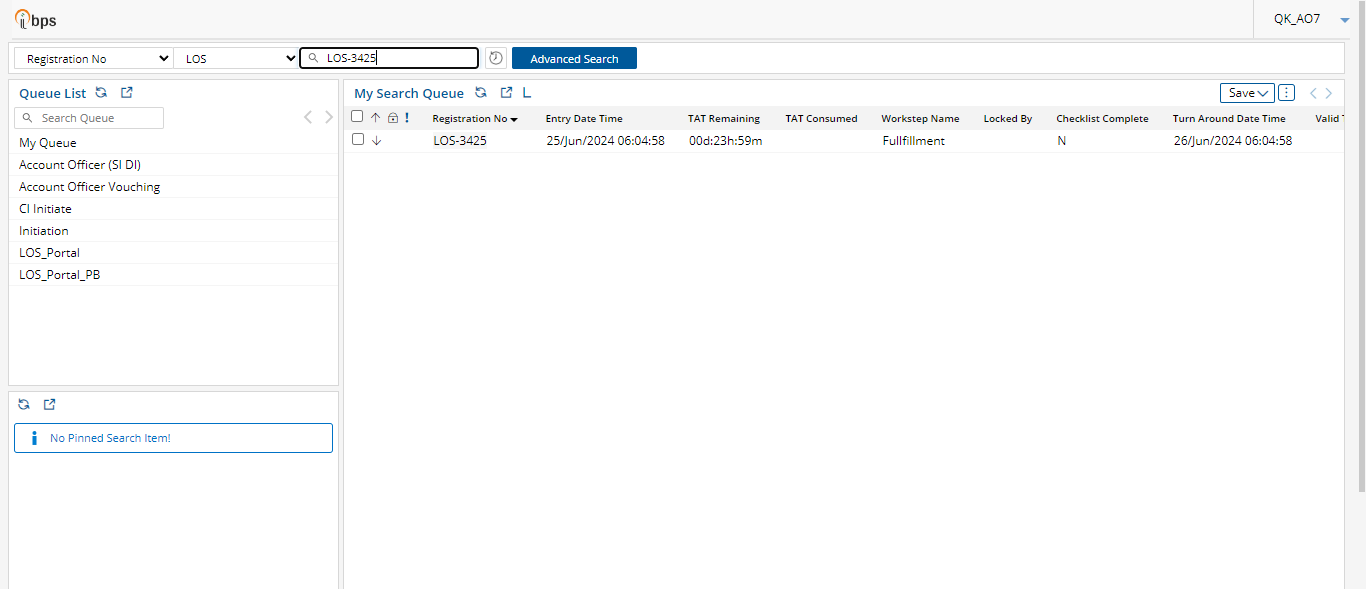 ibps
QK_AO7
Registration No LOS LOS-3425 Advanced Search
Queue List
Search Queue
My Queue
Account Officer (SI DI)
Account Officer Vouching
CI Initiate
Initiation
LOS_Portal
LOS_Portal_PB
No Pinned Search Item!
My Search Queue L Save
Registration No Entry Date Time TAT Remaining TAT Consumed Workstep Name Locked By Checklist Complete Turn Around Date Time Valid
LOS-3425 25/Jun/2024 06:04:58 00d:23h:59m Fullfillment N 26/Jun/2024 06:04:58